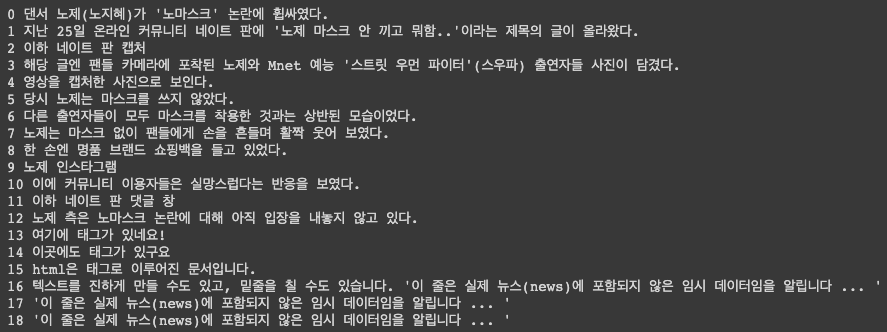 0 댄서 노제(노지혜)가 '노마스크' 논란에 휩싸였다.
1 지난 25일 온라인 커뮤니티 네이트 판에 '노제 마스크 안 끼고 뭐함..'이라는 제목의 글이 올라왔다.
2 이하 네이트 판 캡처
3 해당 글엔 팬들 카메라에 포착된 노제와 Mnet 예능 '스트릿 우먼 파이터'(스우파) 출연자들 사진이 담겼다.
4 영상을 캡처한 사진으로 보인다.
5 당시 노제는 마스크를 쓰지 않았다.
6 다른 출연자들이 모두 마스크를 착용한 것과는 상반된 모습이었다.
7 노제는 마스크 없이 팬들에게 손을 흔들며 활짝 웃어 보였다.
8 한 손엔 명품 브랜드 쇼핑백을 들고 있었다.
9 노제 인스타그램
10 이에 커뮤니티 이용자들은 실망스럽다는 반응을 보였다.
11 이하 네이트 판 댓글 창
12 노제 측은 노마스크 논란에 대해 아직 입장을 내놓지 않고 있다.
13 여기에 태그가 있네요!
14 이곳에도 태그가 있구요
15 html은 태그로 이루어진 문서입니다.
16 텍스트를 진하게 만들 수도 있고, 밑줄을 칠 수도 있습니다. '이 줄은 실제 뉴스(news)에 포함되지 않은 임시 데이터임을 알립니다 ... '
17 '이 줄은 실제 뉴스(news)에 포함되지 않은 임시 데이터임을 알립니다 ... '
18 '이 줄은 실제 뉴스(news)에 포함되지 않은 임시 데이터임을 알립니다 ... '